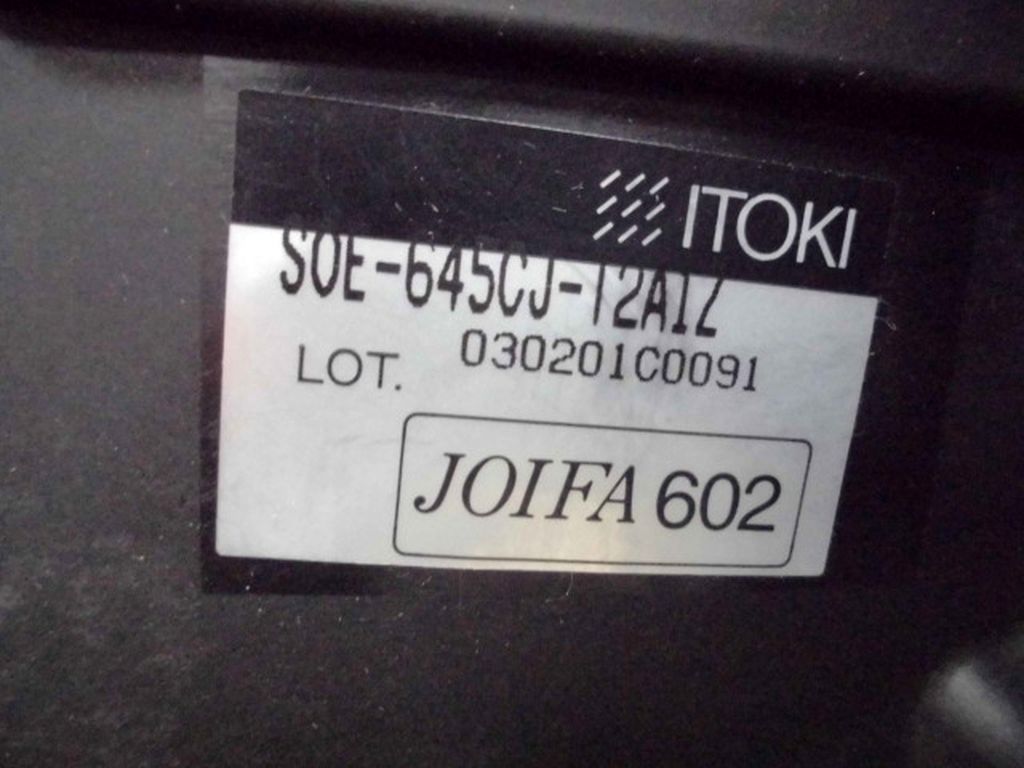 ITOKI
SOE-645CJ-T2A1Z
LOT. 030201C0091
JOIFA 602